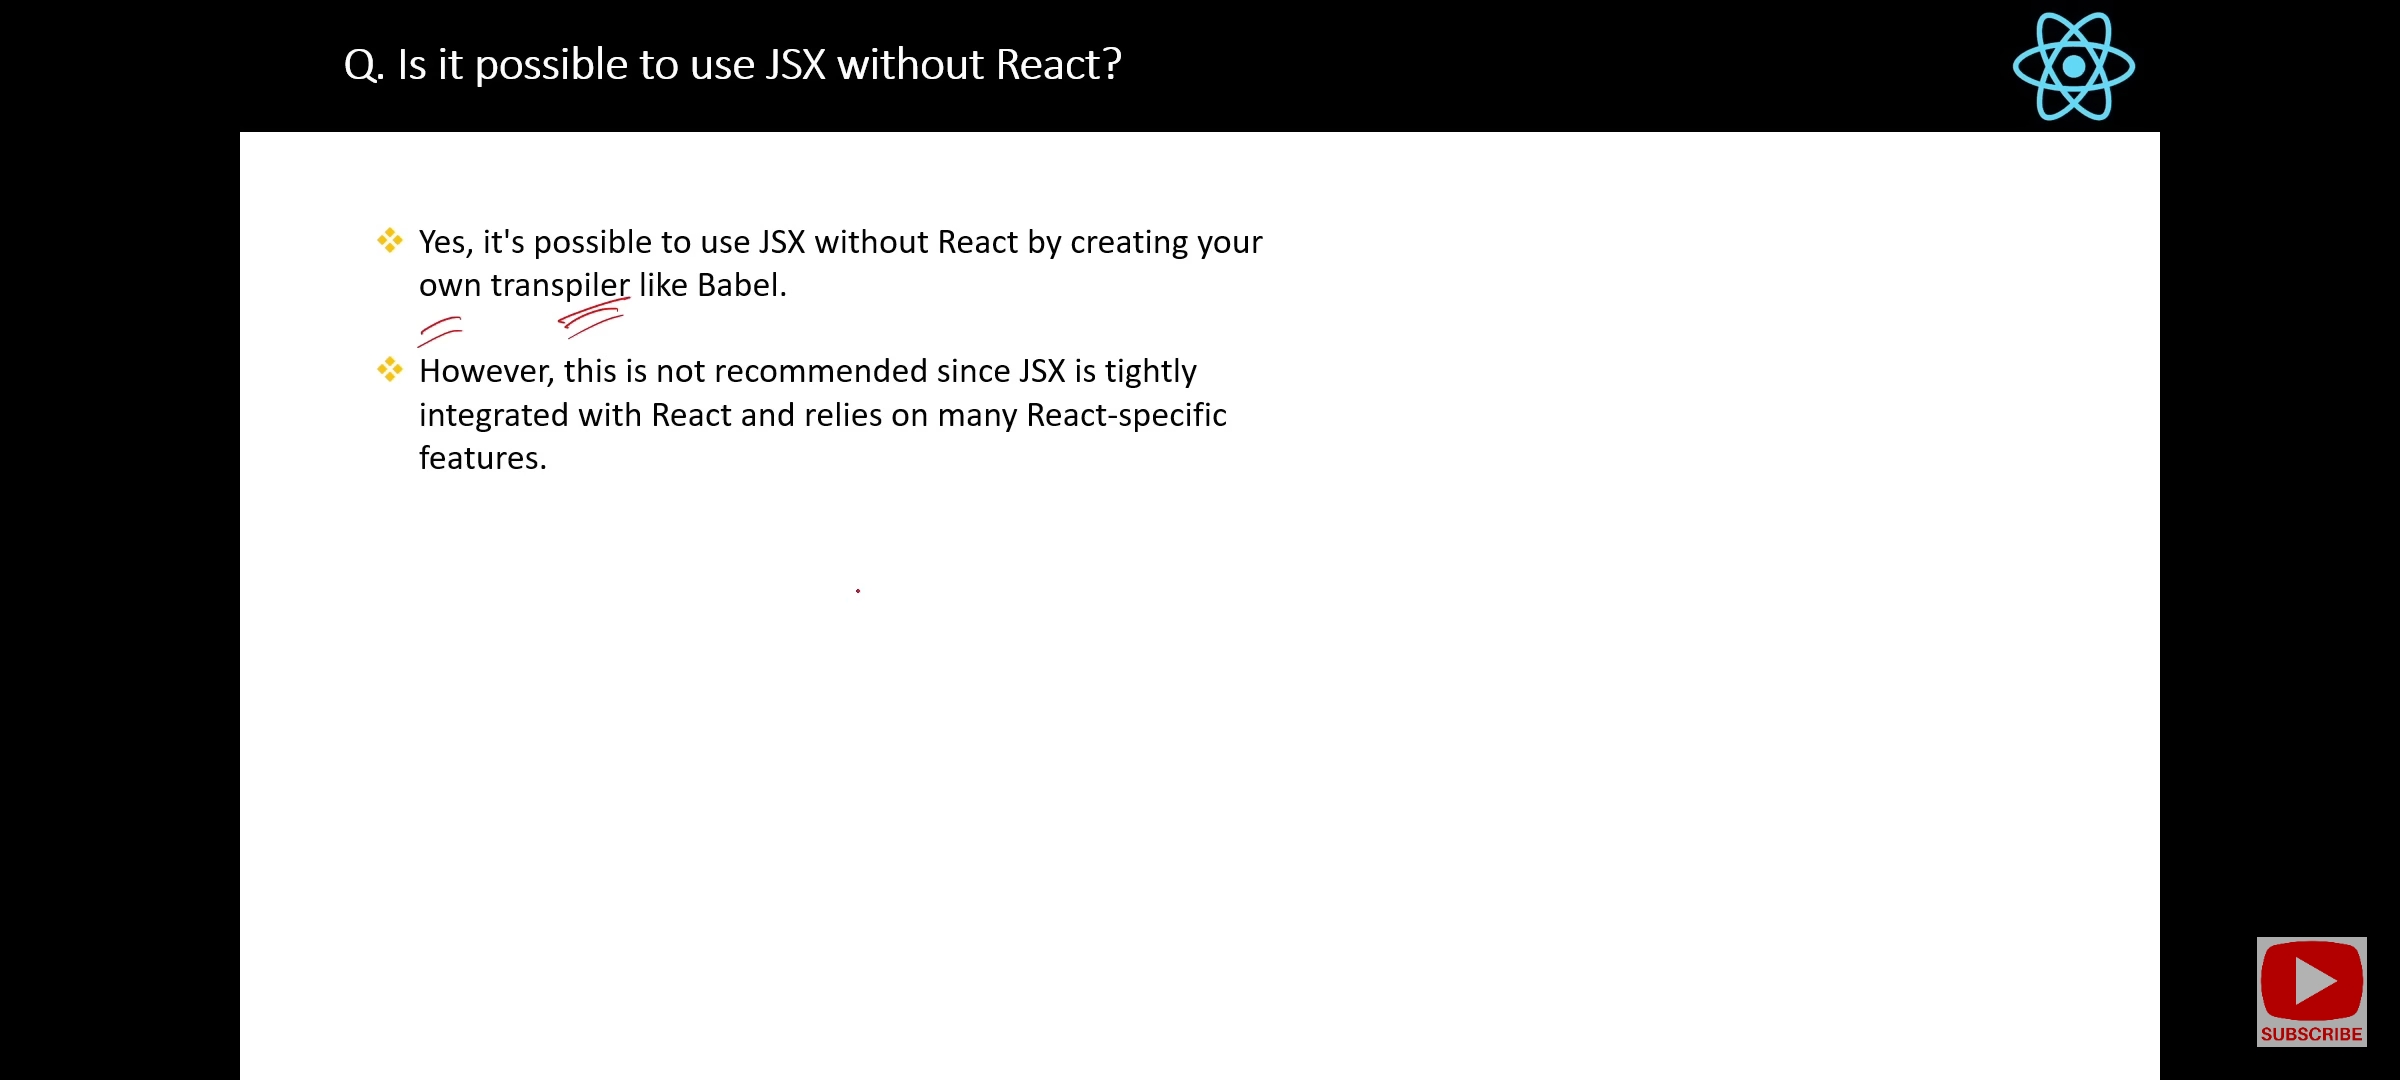 Q. Is it possible to use JSX without React?
Yes, it's possible to use JSX without React by creating your
own transpiler like Babel.
However, this is not recommended since JSX is tightly
integrated with React and relies on many React-specific
features.
SUBSCRIBE